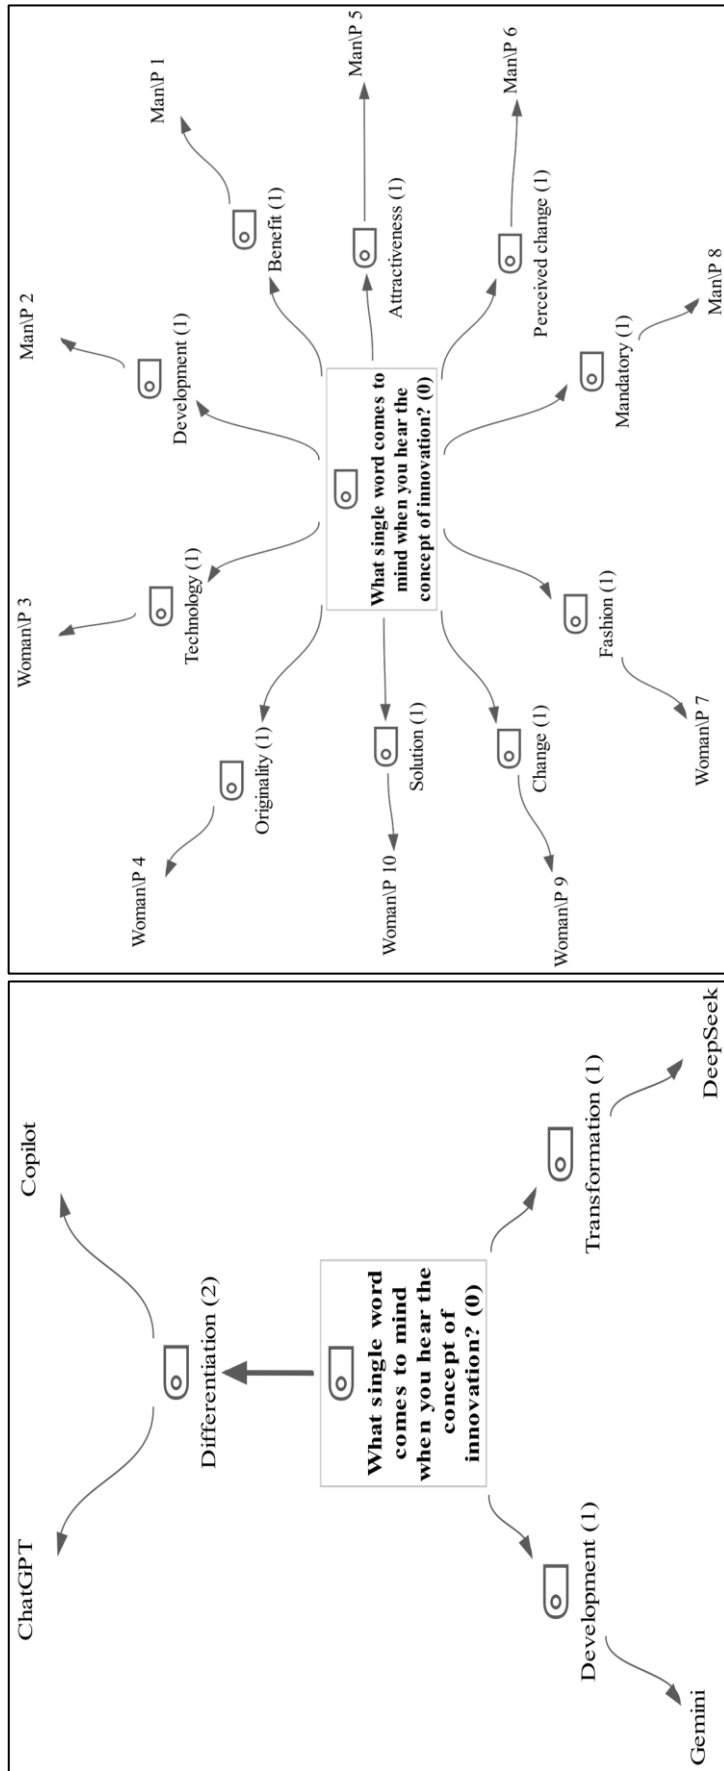 ChatGPT
Copilot
Differentiation (2)
What single word
comes to mind
when you hear the
concept of
innovation? (0)
Development (1)
Transformation (1)
Gemini
DeepSeek
Woman\P 4
Woman\P 3
Man\P 2
Man\P 1
Originality (1)
Technology (1)
Development (1)
Benefit (1)
Woman\P 10
Solution (1)
What single word comes to
mind when you hear the
concept of innovation? (0)
Attractiveness (1)
Man\P 5
Change (1)
Fashion (1)
Mandatory (1)
Perceived change (1)
Man\P 6
Woman\P 9
Woman\P 7
Man\P 8